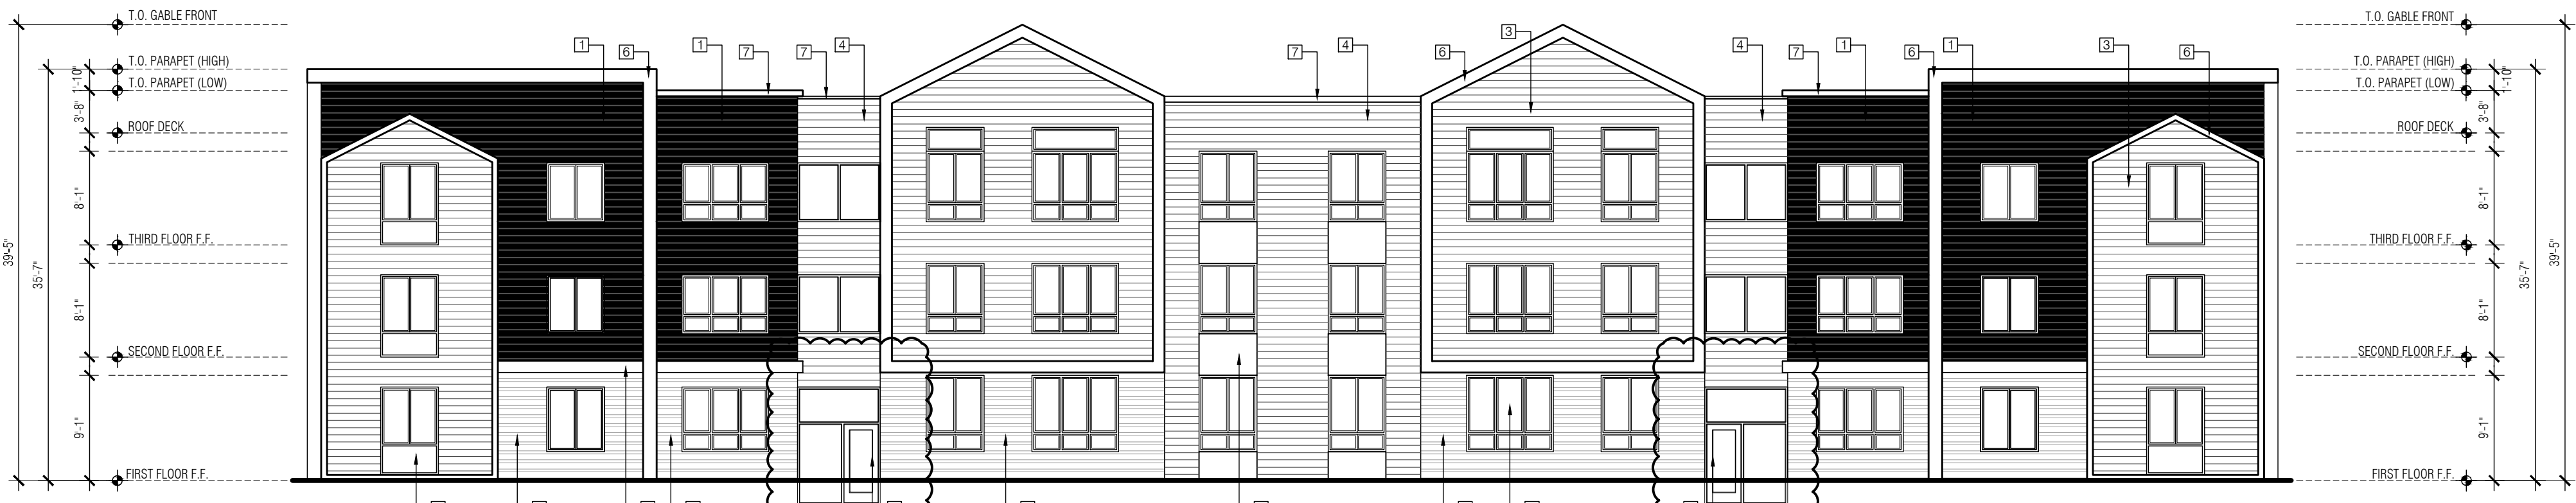 T.O. GABLE FRONT
T.O. PARAPET (HIGH)
T.O. PARAPET (LOW)
ROOF DECK
THIRD FLOOR F.F.
SECOND FLOOR F.F.
FIRST FLOOR F.F.
39'-5"
35'-7"
1'-10"
3'-8"
8'-1"
8'-1"
9'-1"
1
6
1
7
7
4
7
4
6
3
4
7
1
6
1
3
6
T.O. GABLE FRONT
T.O. PARAPET (HIGH)
T.O. PARAPET (LOW)
ROOF DECK
THIRD FLOOR F.F.
SECOND FLOOR F.F.
FIRST FLOOR F.F.
1'-10"
3'-8"
8'-1"
8'-1"
9'-1"
35'-7"
39'-5"